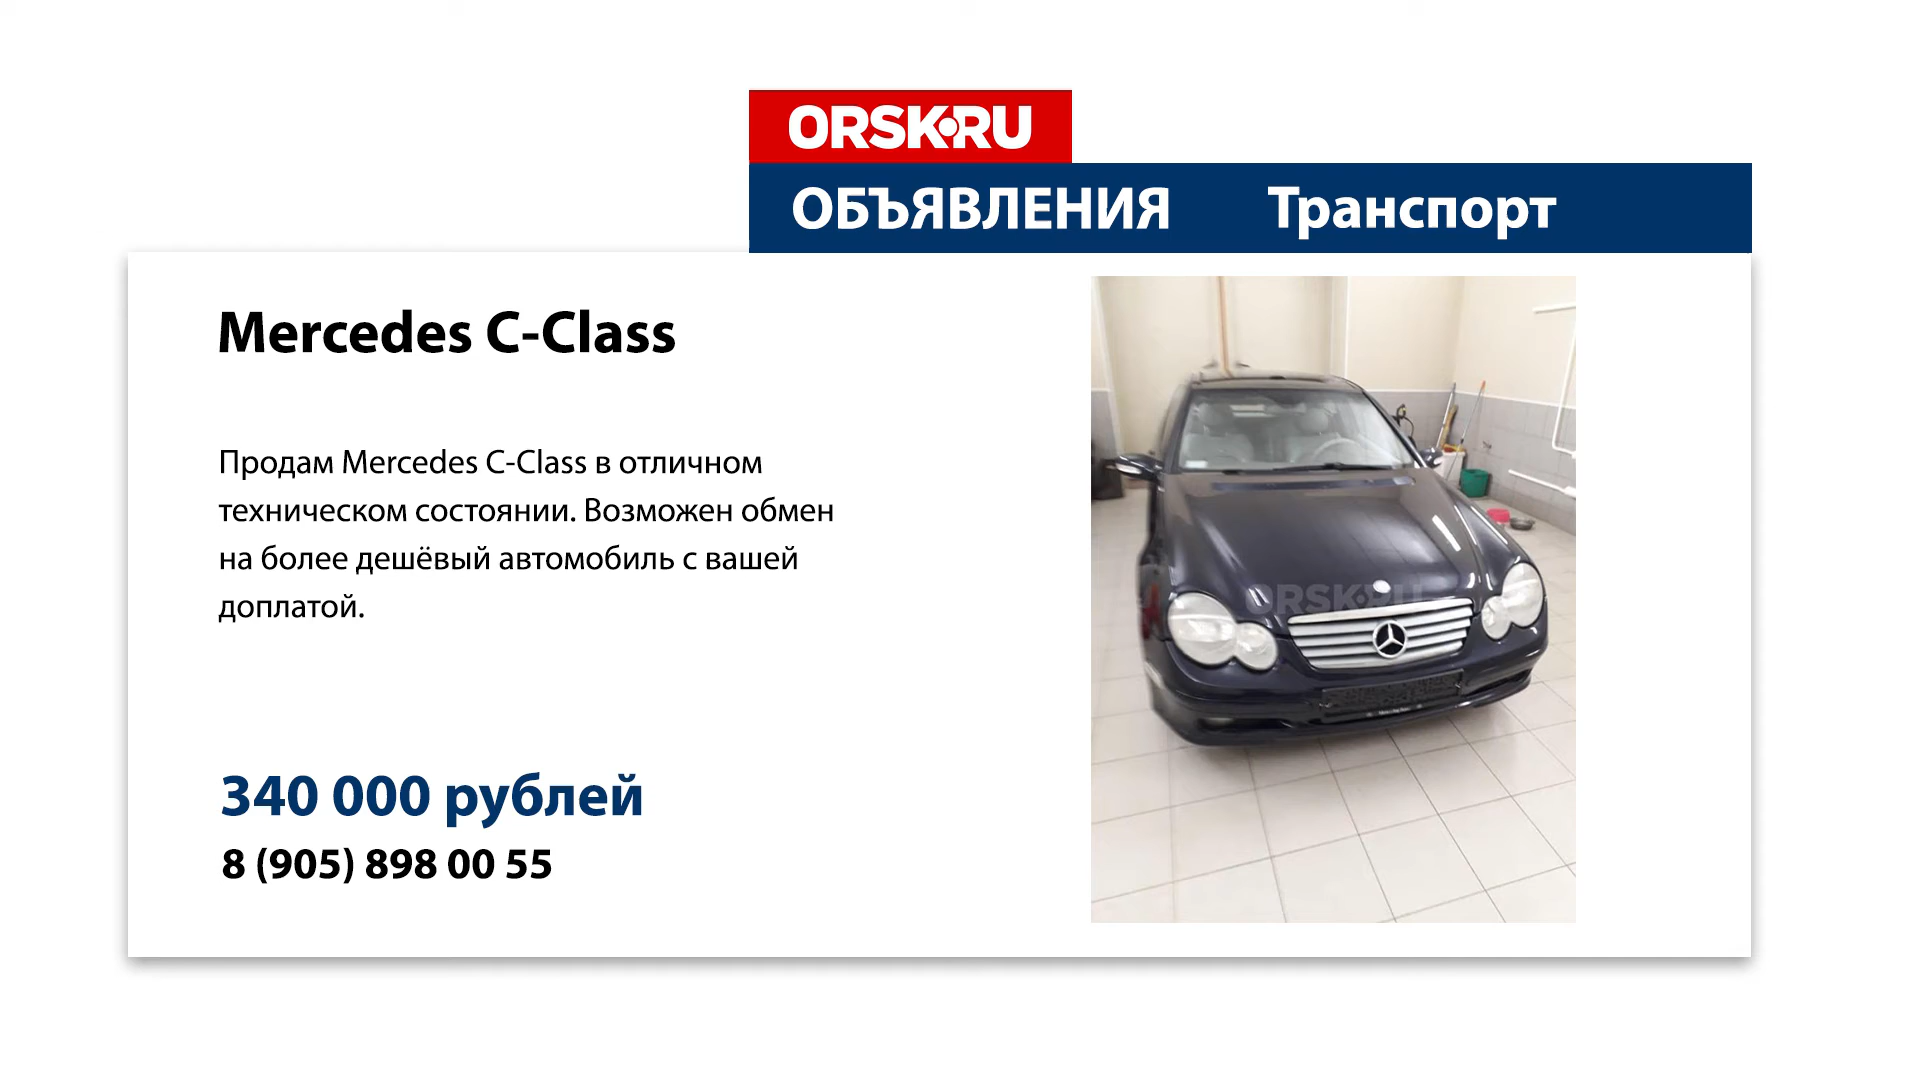 ORSK.RU
ОБЪЯВЛЕНИЯ Транспорт
Mercedes C-Class
Продам Mercedes C-Class в отличном
техническом состоянии. Возможен обмен
на более дешёвый автомобиль с вашей
доплатой.
ORSK.RU
340 000 рублей
8 (905) 898 00 55